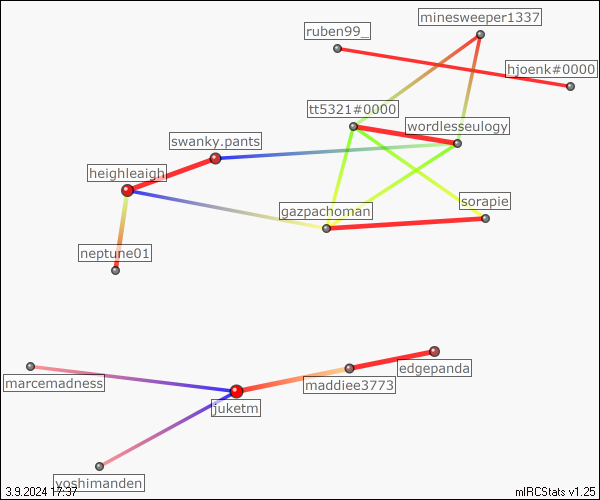 minesweeper1337
ruben99_
hjoenk#0000
tt5321#0000
wordlesseulogy
swanky.pants
heighleaigh
sorapie
gazpachoman
neptune01
edgepanda
marcemadness
maddiee3773
juketm
yoshimanden
3.9.2024 17:37
mIRCStats v1.25